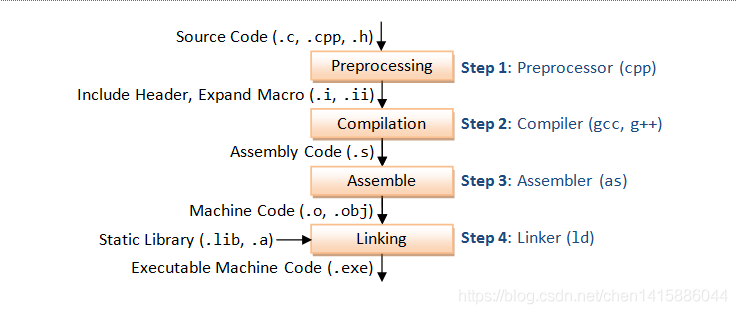 Source Code (.c, .cpp, .h)
Preprocessing
Step 1: Preprocessor (cpp)
Include Header, Expand Macro (.i, .ii)
Compilation
Step 2: Compiler (gcc, g++)
Assembly Code (.s)
Assemble
Step 3: Assembler (as)
Machine Code (.o, .obj)
Static Library (.lib, .a)
Linking
Step 4: Linker (ld)
Executable Machine Code (.exe)
https://blog.csdn.net/chen1415886044